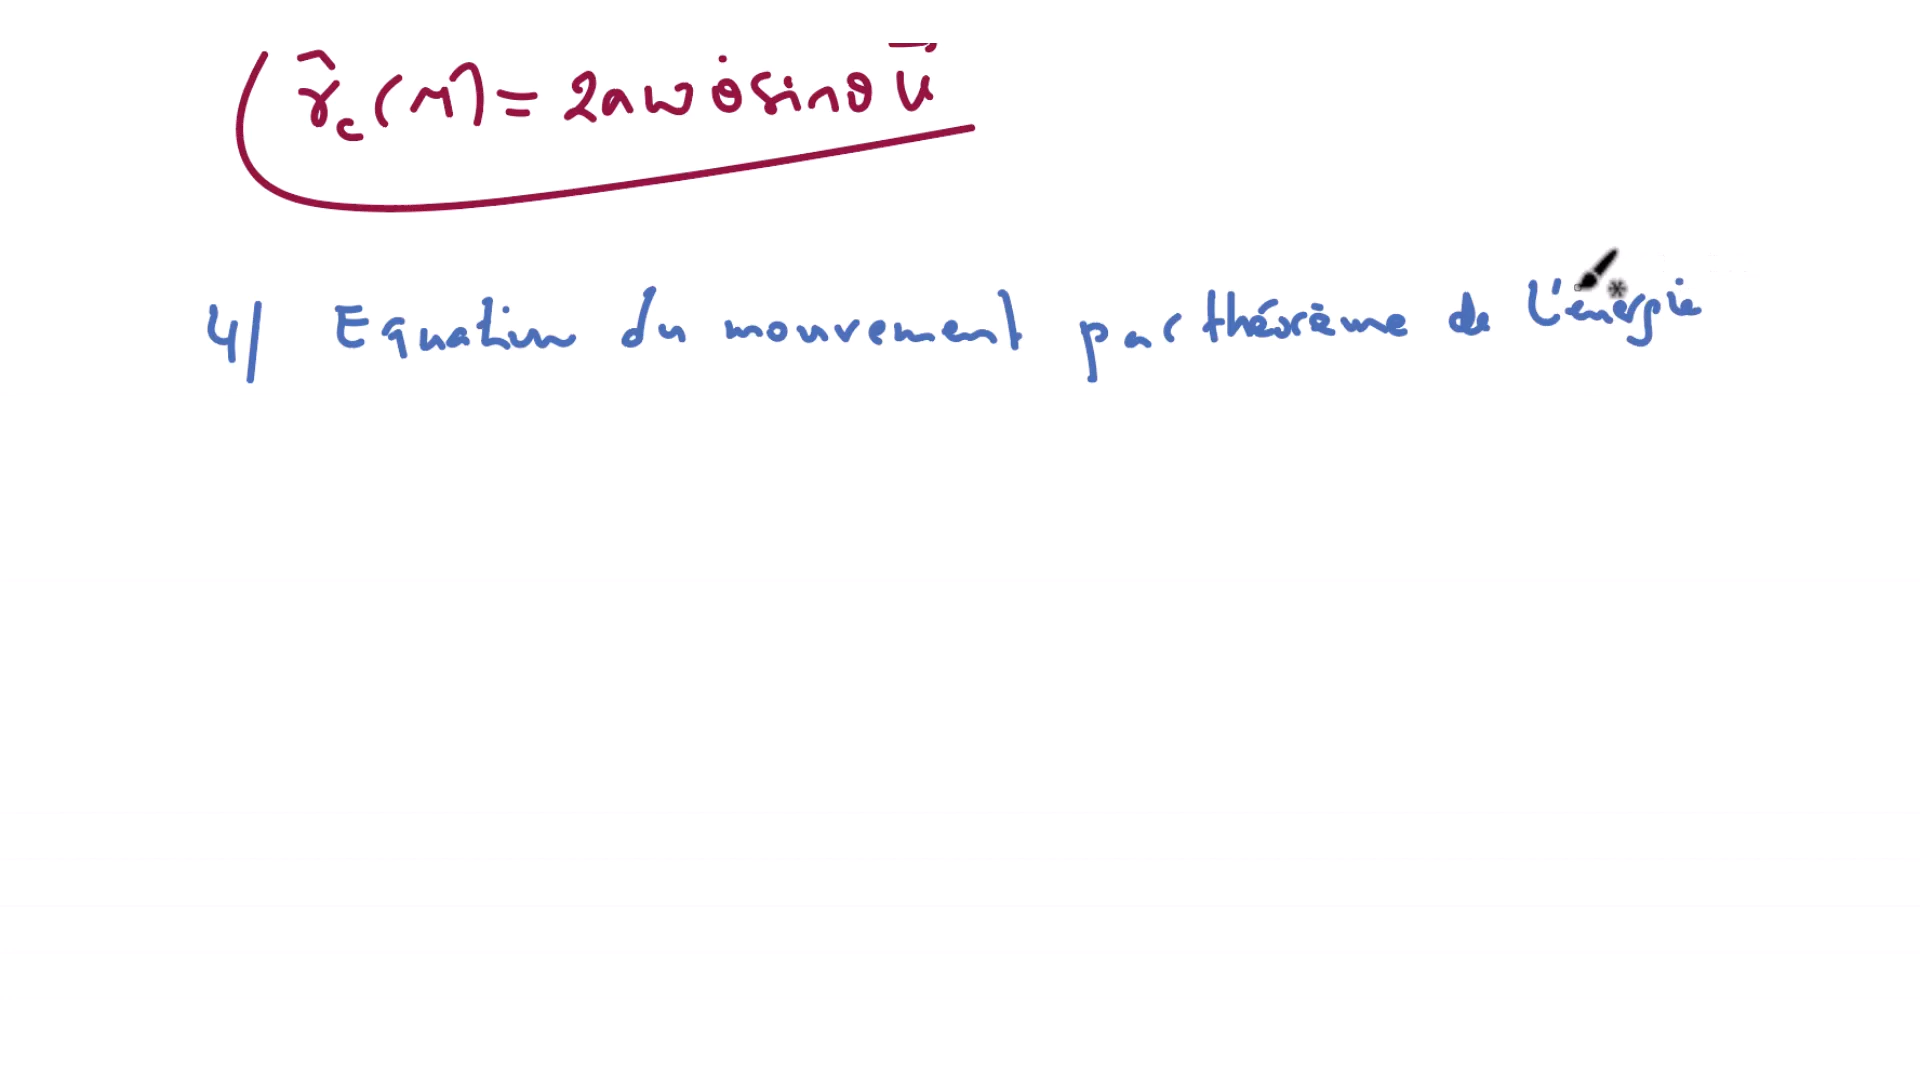 γ⃗c(M) = 2aω θ̇ sinθ u⃗
4/ Equation du mouvement par théorème de l'énergie